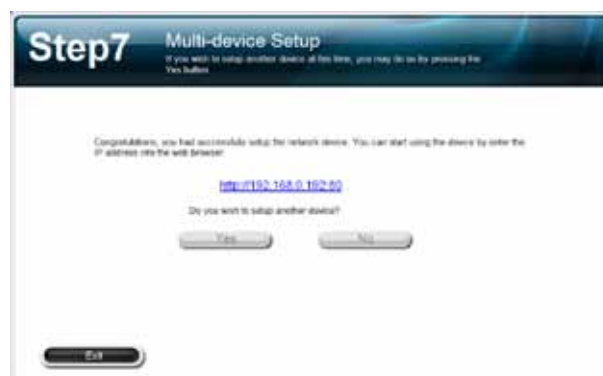 Step7
Multi-device Setup
If you wish to setup another device at this time, you may do so by pressing the
Yes button
Congratulations, you had successfully setup the network device. You can start using the device by enter the
IP address into the web browser
http://192.168.0.192:80
Do you wish to setup another device?
Yes
No
Exit